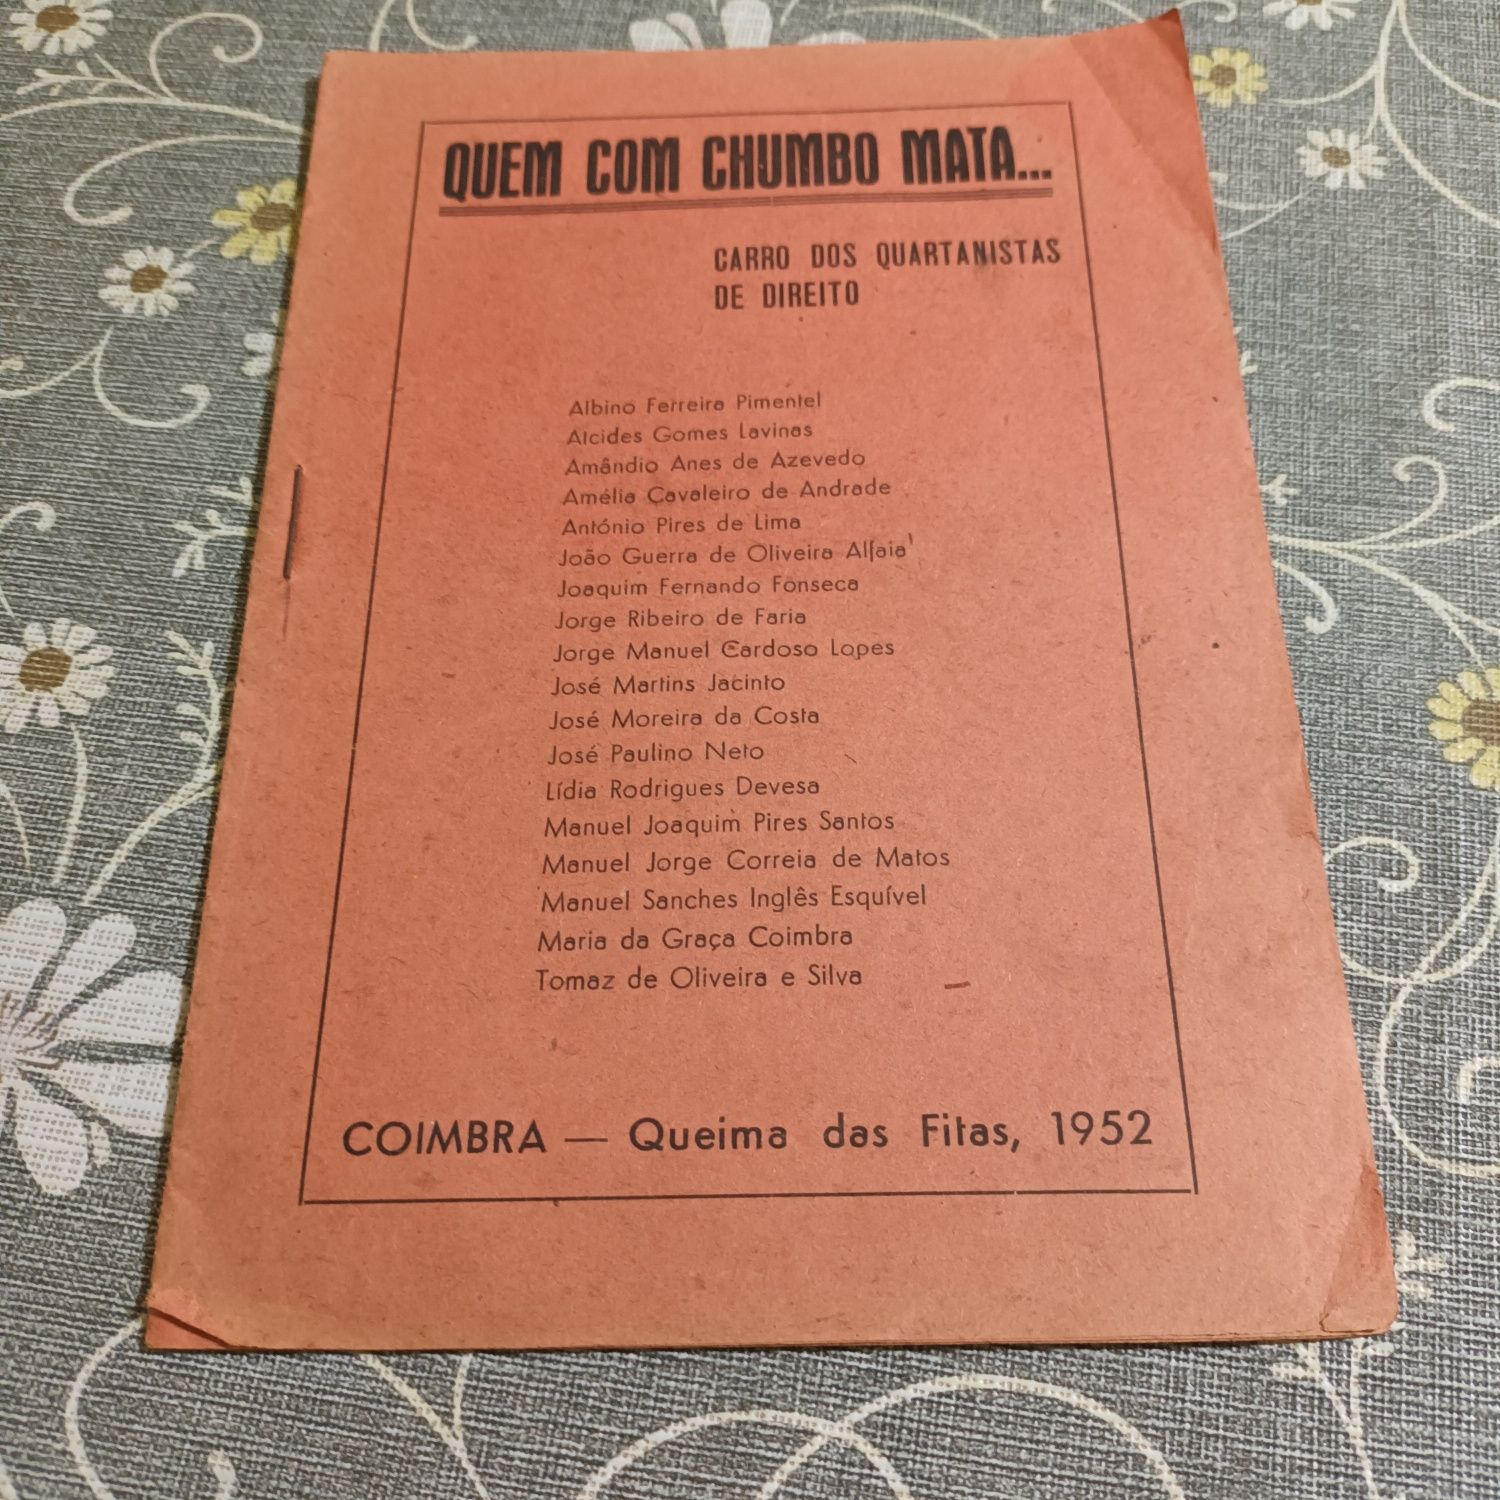 QUEM COM CHUMBO MATA...
CARRO DOS QUARTANISTAS
DE DIREITO
Albino Ferreira Pimentel
Alcides Gomes Lavinas
Amândio Anes de Azevedo
Amélia Cavaleiro de Andrade
António Pires de Lima
João Guerra de Oliveira Alfaia
Joaquim Fernando Fonseca
Jorge Ribeiro de Faria
Jorge Manuel Cardoso Lopes
José Martins Jacinto
José Moreira da Costa
José Paulino Neto
Lídia Rodrigues Devesa
Manuel Joaquim Pires Santos
Manuel Jorge Correia de Matos
Manuel Sanches Inglês Esquível
Maria da Graça Coimbra
Tomaz de Oliveira e Silva
COIMBRA — Queima das Fitas, 1952